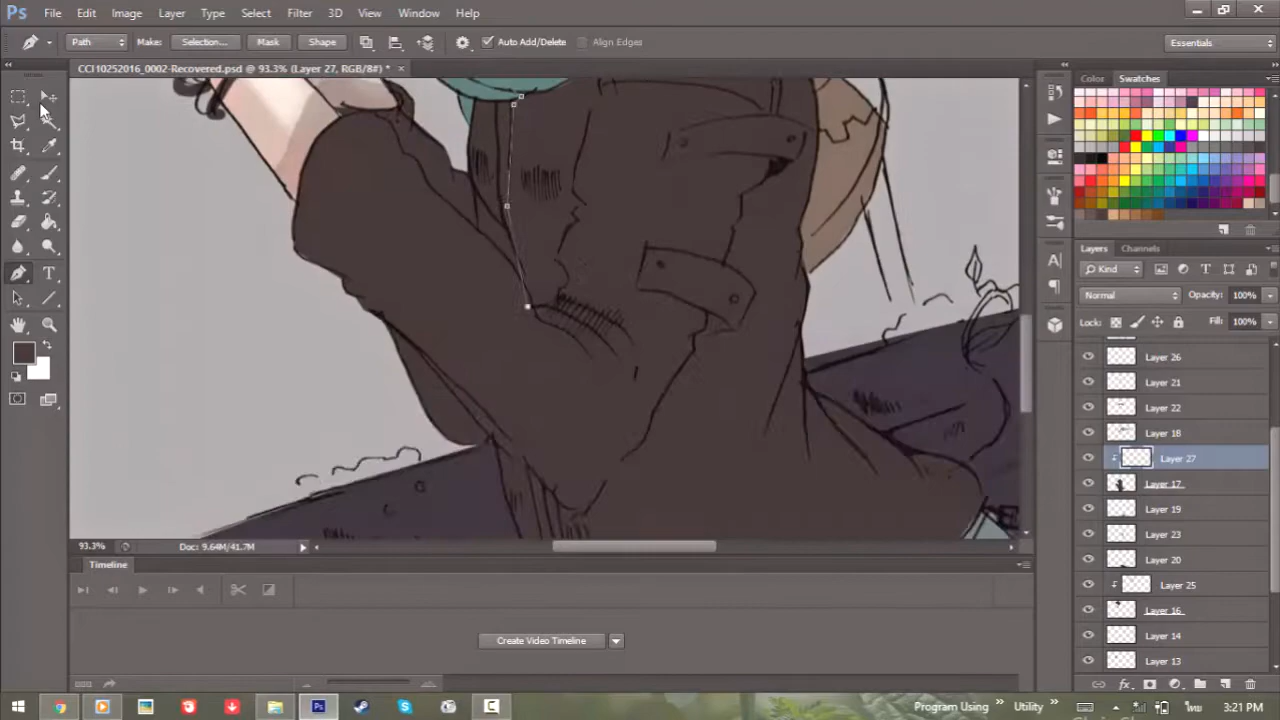 Ps File Edit Image Layer Type Select Filter 3D View Window Help
Path Make: Selection... Mask Shape Auto Add/Delete Align Edges Essentials
CCI10252016_0002-Recovered.psd @ 93.3% (Layer 27, RGB/8#) * ×
Color Swatches
Layers Channels
Kind
Normal Opacity: 100%
Lock: Fill: 100%
Layer 26
Layer 21
Layer 22
Layer 18
Layer 27
Layer 17
Layer 19
Layer 23
Layer 20
Layer 25
Layer 16
Layer 14
Layer 13
93.3% Doc: 9.64M/41.7M
Timeline
Create Video Timeline
Program Using Utility ไทย 3:21 PM